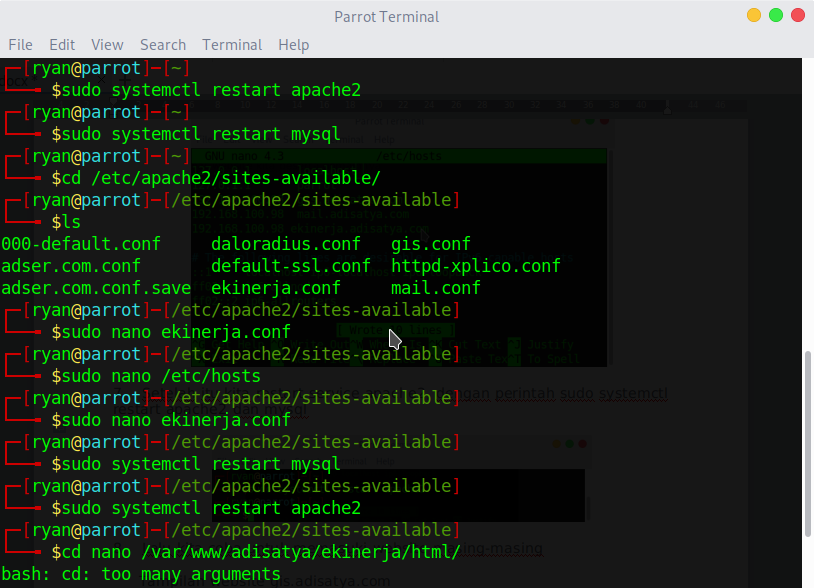 Parrot Terminal
File Edit View Search Terminal Help
┌─[ryan@parrot]─[~]
└──╼ $sudo systemctl restart apache2
┌─[ryan@parrot]─[~]
└──╼ $sudo systemctl restart mysql
┌─[ryan@parrot]─[~]
└──╼ $cd /etc/apache2/sites-available/
┌─[ryan@parrot]─[/etc/apache2/sites-available]
└──╼ $ls
000-default.conf daloradius.conf gis.conf
adser.com.conf default-ssl.conf httpd-xplico.conf
adser.com.conf.save ekinerja.conf mail.conf
┌─[ryan@parrot]─[/etc/apache2/sites-available]
└──╼ $sudo nano ekinerja.conf
┌─[ryan@parrot]─[/etc/apache2/sites-available]
└──╼ $sudo nano /etc/hosts
┌─[ryan@parrot]─[/etc/apache2/sites-available]
└──╼ $sudo nano ekinerja.conf
┌─[ryan@parrot]─[/etc/apache2/sites-available]
└──╼ $sudo systemctl restart mysql
┌─[ryan@parrot]─[/etc/apache2/sites-available]
└──╼ $sudo systemctl restart apache2
┌─[ryan@parrot]─[/etc/apache2/sites-available]
└──╼ $cd nano /var/www/adisatya/ekinerja/html/
bash: cd: too many arguments